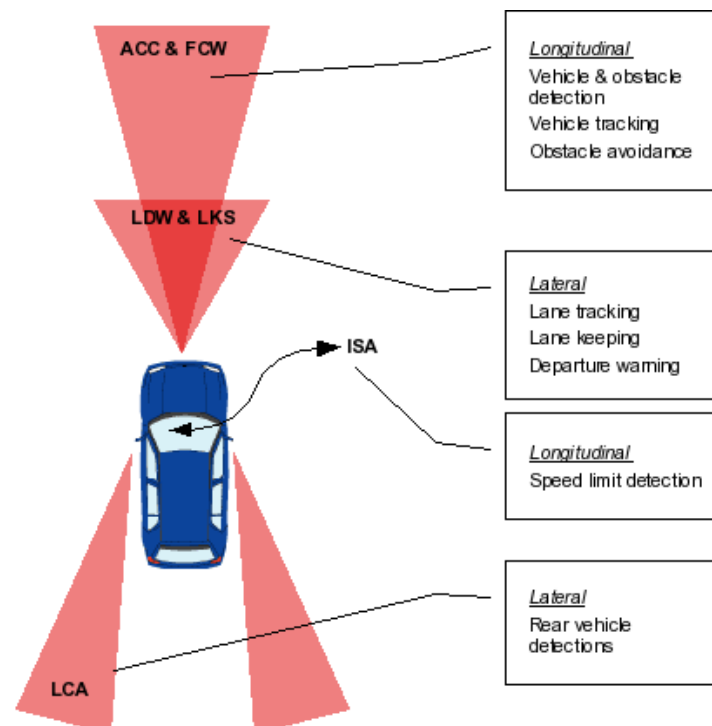 ACC & FCW
Longitudinal
Vehicle & obstacle
detection
Vehicle tracking
Obstacle avoidance
LDW & LKS
Lateral
Lane tracking
Lane keeping
Departure warning
ISA
Longitudinal
Speed limit detection
Lateral
Rear vehicle
detections
LCA